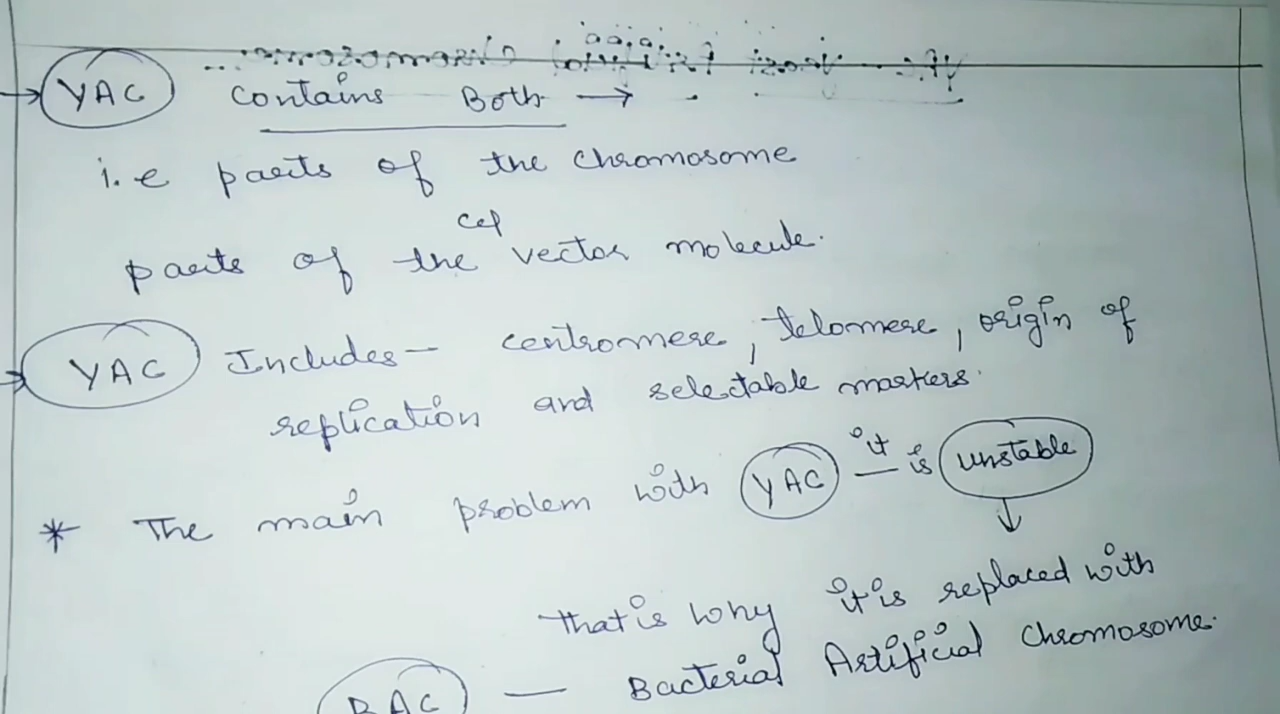 YAC contains Both →
i.e parts of the chromosome
cel
parts of the vector molecule.
YAC Includes - centromere, telomere, origin of
replication and selectable markers.
* The main problem with YAC — it is unstable
that is why it is replaced with
BAC — Bacterial Artificial Chromosome.